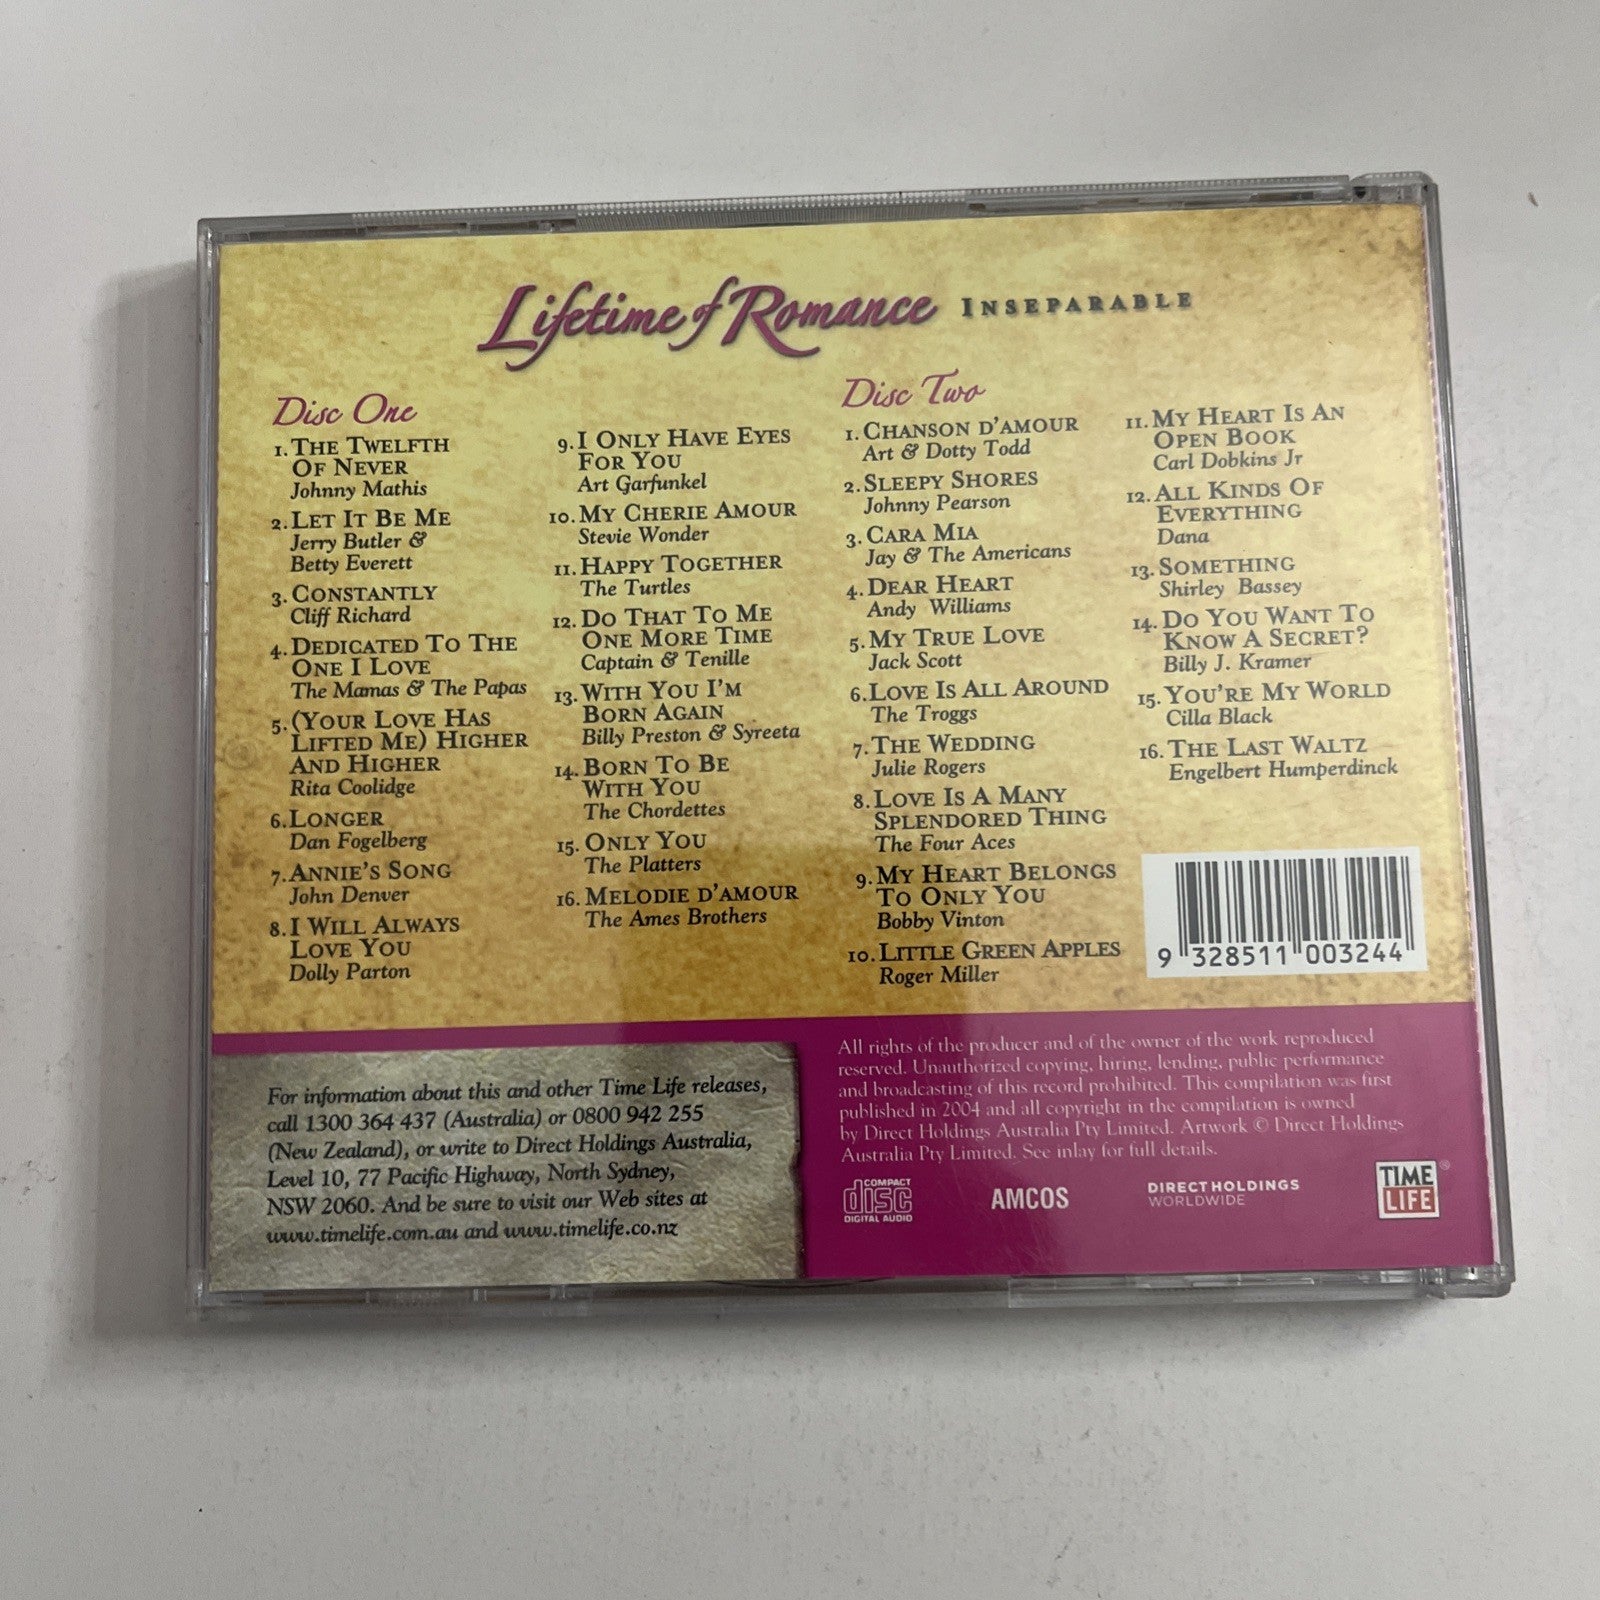 Lifetime of Romance INSEPARABLE
Disc One
1. THE TWELFTH
OF NEVER
Johnny Mathis
2. LET IT BE ME
Jerry Butler &
Betty Everett
3. CONSTANTLY
Cliff Richard
4. DEDICATED TO THE
ONE I LOVE
The Mamas & The Papas
5. (YOUR LOVE HAS
LIFTED ME) HIGHER
AND HIGHER
Rita Coolidge
6. LONGER
Dan Fogelberg
7. ANNIE'S SONG
John Denver
8. I WILL ALWAYS
LOVE YOU
Dolly Parton
9. I ONLY HAVE EYES
FOR YOU
Art Garfunkel
10. MY CHERIE AMOUR
Stevie Wonder
11. HAPPY TOGETHER
The Turtles
12. DO THAT TO ME
ONE MORE TIME
Captain & Tenille
13. WITH YOU I'M
BORN AGAIN
Billy Preston & Syreeta
14. BORN TO BE
WITH YOU
The Chordettes
15. ONLY YOU
The Platters
16. MELODIE D'AMOUR
The Ames Brothers
Disc Two
1. CHANSON D'AMOUR
Art & Dotty Todd
2. SLEEPY SHORES
Johnny Pearson
3. CARA MIA
Jay & The Americans
4. DEAR HEART
Andy Williams
5. MY TRUE LOVE
Jack Scott
6. LOVE IS ALL AROUND
The Troggs
7. THE WEDDING
Julie Rogers
8. LOVE IS A MANY
SPLENDORED THING
The Four Aces
9. MY HEART BELONGS
TO ONLY YOU
Bobby Vinton
10. LITTLE GREEN APPLES
Roger Miller
11. MY HEART IS AN
OPEN BOOK
Carl Dobkins Jr
12. ALL KINDS OF
EVERYTHING
Dana
13. SOMETHING
Shirley Bassey
14. DO YOU WANT TO
KNOW A SECRET?
Billy J. Kramer
15. YOU'RE MY WORLD
Cilla Black
16. THE LAST WALTZ
Engelbert Humperdinck
9 328511 003244
For information about this and other Time Life releases,
call 1300 364 437 (Australia) or 0800 942 255
(New Zealand), or write to Direct Holdings Australia,
Level 10, 77 Pacific Highway, North Sydney,
NSW 2060. And be sure to visit our Web sites at
www.timelife.com.au and www.timelife.co.nz
All rights of the producer and of the owner of the work reproduced
reserved. Unauthorized copying, hiring, lending, public performance
and broadcasting of this record prohibited. This compilation was first
published in 2004 and all copyright in the compilation is owned
by Direct Holdings Australia Pty Limited. Artwork © Direct Holdings
Australia Pty Limited. See inlay for full details.
COMPACT
disc
DIGITAL AUDIO
AMCOS
DIRECT HOLDINGS
WORLDWIDE
TIME
LIFE ®